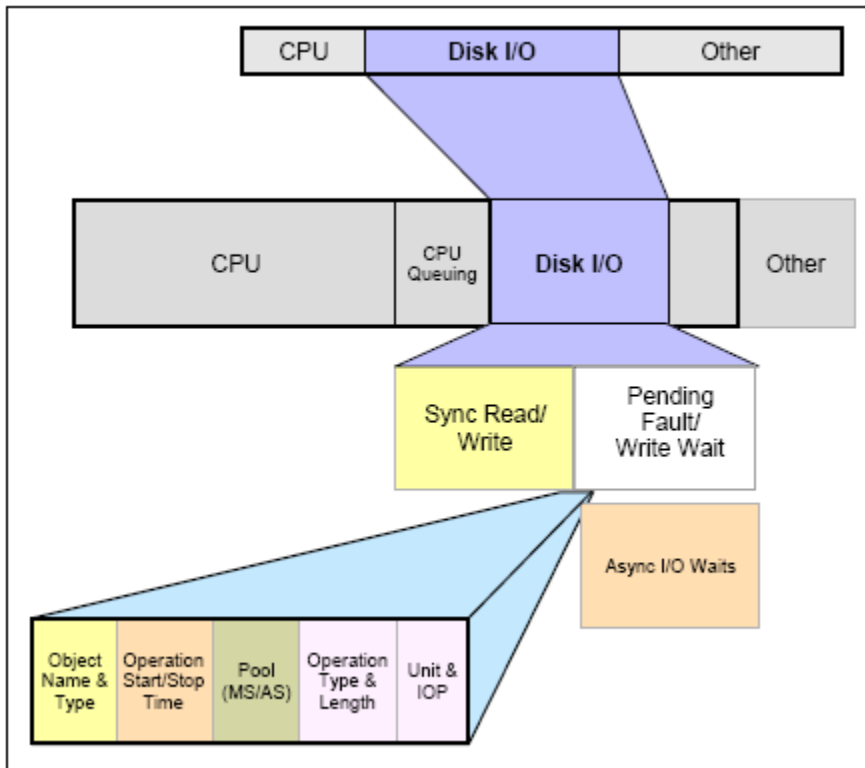 CPU
Disk I/O
Other
CPU
CPU
Queuing
Disk I/O
Other
Sync Read/
Write
Pending
Fault/
Write Wait
Async I/O Waits
Object
Name &
Type
Operation
Start/Stop
Time
Pool
(MS/AS)
Operation
Type &
Length
Unit &
IOP